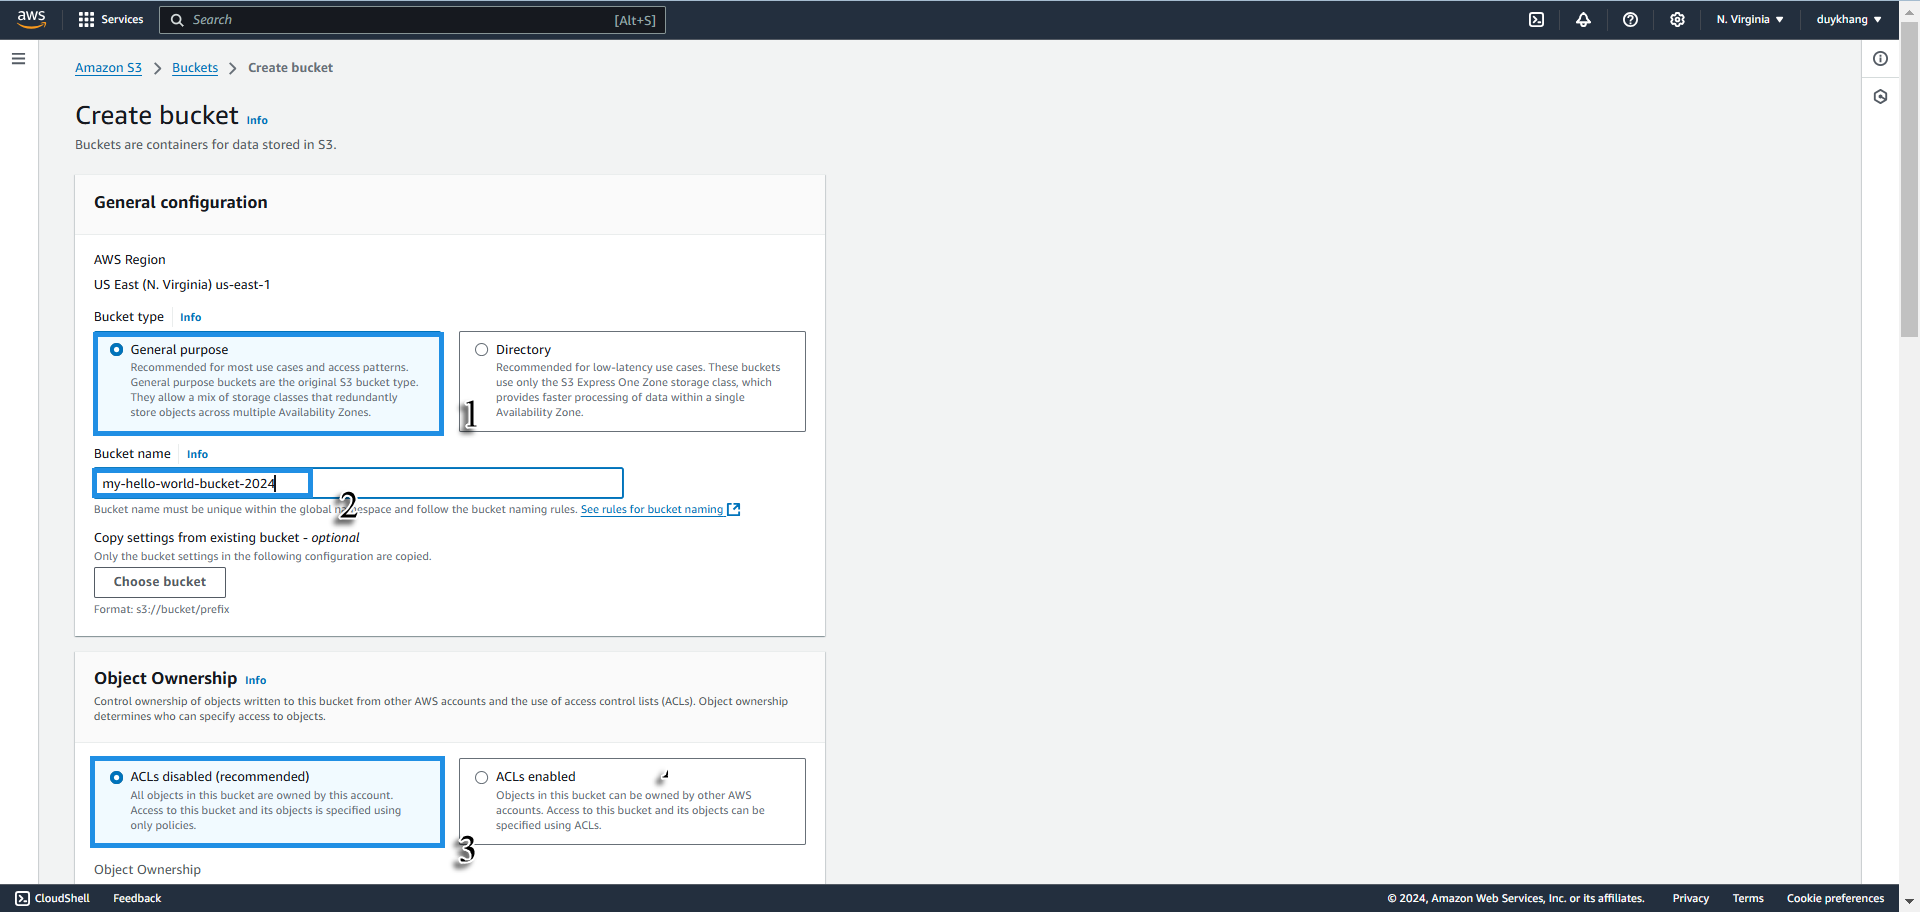 aws Services Search [Alt+S] N. Virginia duykhang
Amazon S3 > Buckets > Create bucket
Create bucket Info
Buckets are containers for data stored in S3.
General configuration
AWS Region
US East (N. Virginia) us-east-1
Bucket type Info
General purpose
Recommended for most use cases and access patterns.
General purpose buckets are the original S3 bucket type.
They allow a mix of storage classes that redundantly
store objects across multiple Availability Zones.
Directory
Recommended for low-latency use cases. These buckets
use only the S3 Express One Zone storage class, which
provides faster processing of data within a single
Availability Zone.
1
Bucket name Info
my-hello-world-bucket-2024
2
Bucket name must be unique within the global namespace and follow the bucket naming rules. See rules for bucket naming
Copy settings from existing bucket - optional
Only the bucket settings in the following configuration are copied.
Choose bucket
Format: s3://bucket/prefix
Object Ownership Info
Control ownership of objects written to this bucket from other AWS accounts and the use of access control lists (ACLs). Object ownership
determines who can specify access to objects.
ACLs disabled (recommended)
All objects in this bucket are owned by this account.
Access to this bucket and its objects is specified using
only policies.
ACLs enabled
Objects in this bucket can be owned by other AWS
accounts. Access to this bucket and its objects can be
specified using ACLs.
3
Object Ownership
CloudShell Feedback © 2024, Amazon Web Services, Inc. or its affiliates. Privacy Terms Cookie preferences